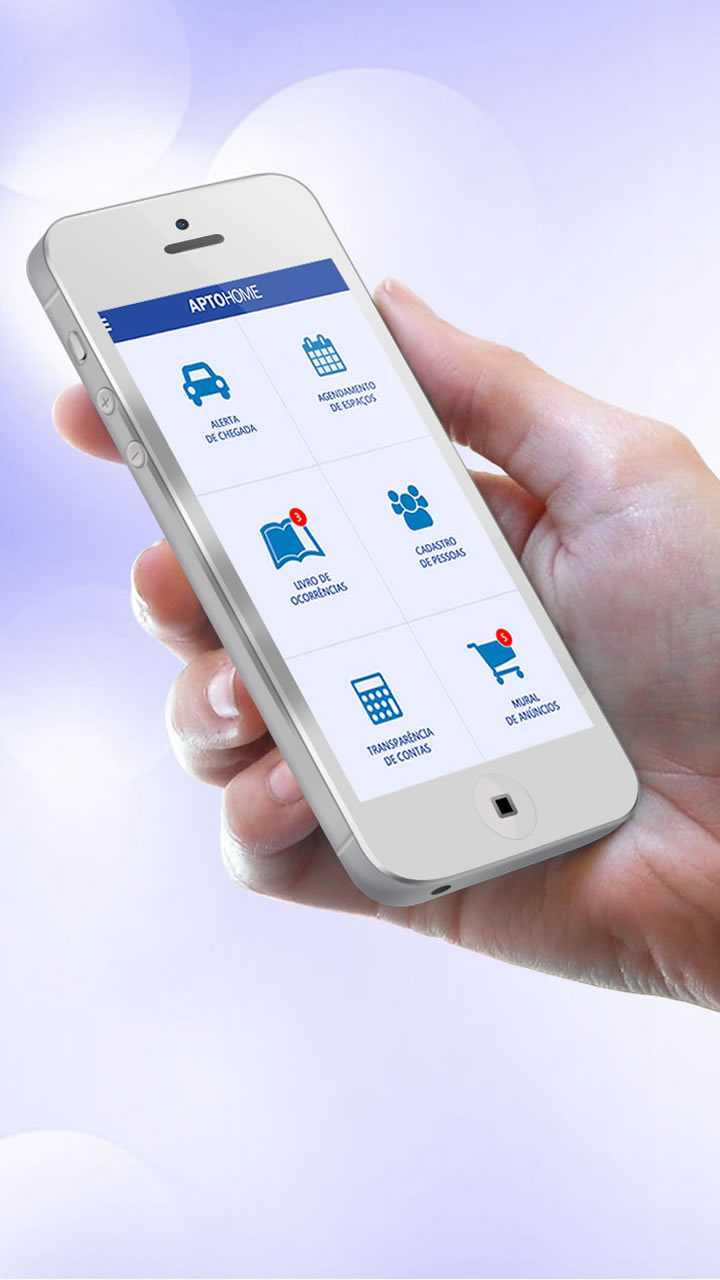 APTOHOME
ALERTA
DE CHEGADA
AGENDAMENTO
DE ESPAÇOS
3
LIVRO DE
OCORRÊNCIAS
CADASTRO
DE PESSOAS
TRANSPARÊNCIA
DE CONTAS
5
MURAL
DE ANÚNCIOS